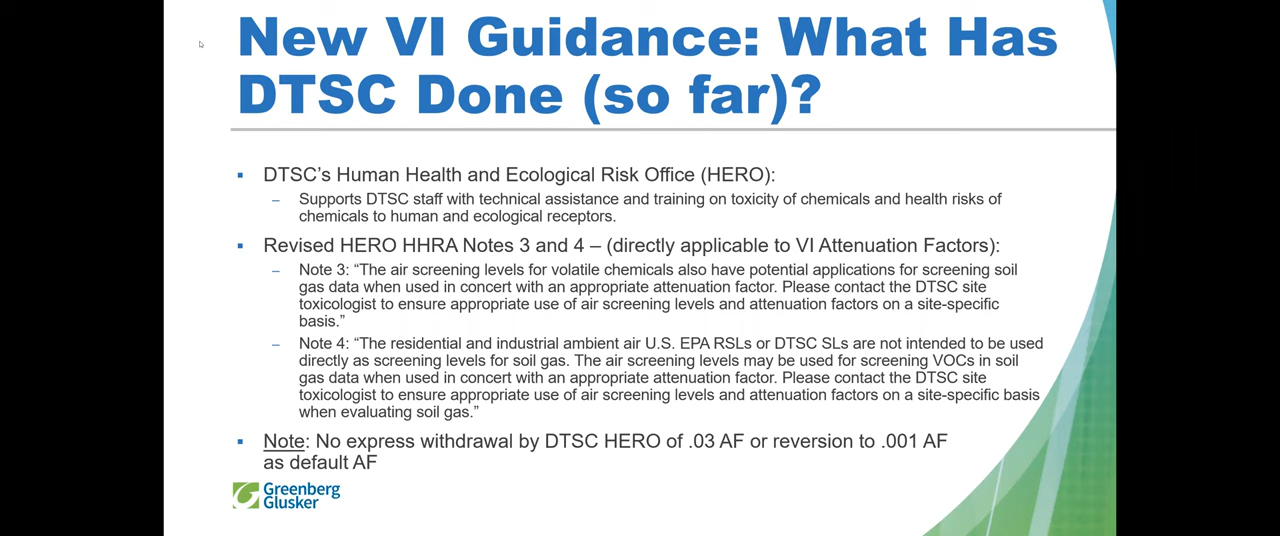 New VI Guidance: What Has
DTSC Done (so far)?
▪ DTSC’s Human Health and Ecological Risk Office (HERO):
– Supports DTSC staff with technical assistance and training on toxicity of chemicals and health risks of
chemicals to human and ecological receptors.
▪ Revised HERO HHRA Notes 3 and 4 – (directly applicable to VI Attenuation Factors):
– Note 3: “The air screening levels for volatile chemicals also have potential applications for screening soil
gas data when used in concert with an appropriate attenuation factor. Please contact the DTSC site
toxicologist to ensure appropriate use of air screening levels and attenuation factors on a site-specific
basis.”
– Note 4: “The residential and industrial ambient air U.S. EPA RSLs or DTSC SLs are not intended to be used
directly as screening levels for soil gas. The air screening levels may be used for screening VOCs in soil
gas data when used in concert with an appropriate attenuation factor. Please contact the DTSC site
toxicologist to ensure appropriate use of air screening levels and attenuation factors on a site-specific basis
when evaluating soil gas.”
▪ Note: No express withdrawal by DTSC HERO of .03 AF or reversion to .001 AF
as default AF
Greenberg
Glusker